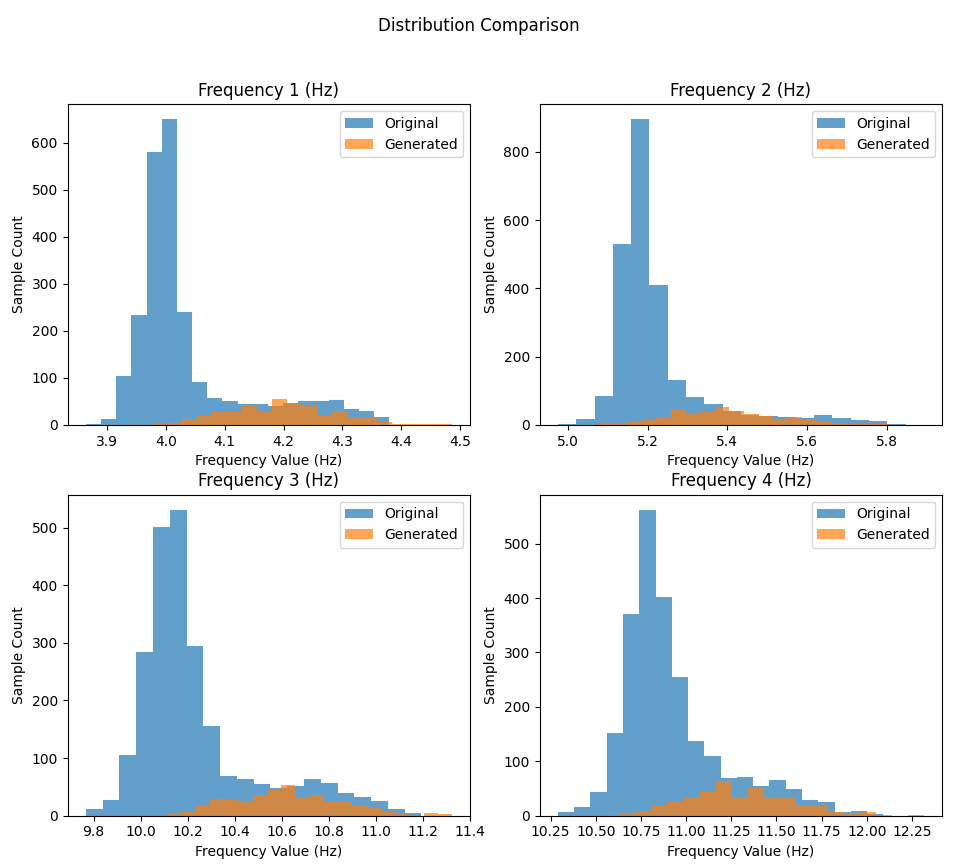 Distribution Comparison
Frequency 1 (Hz)
Sample Count
600
500
400
300
200
100
0
Original
Generated
3.9 4.0 4.1 4.2 4.3 4.4 4.5
Frequency Value (Hz)
Frequency 2 (Hz)
Sample Count
800
600
400
200
0
Original
Generated
5.0 5.2 5.4 5.6 5.8
Frequency Value (Hz)
Frequency 3 (Hz)
Sample Count
500
400
300
200
100
0
Original
Generated
9.8 10.0 10.2 10.4 10.6 10.8 11.0 11.2 11.4
Frequency Value (Hz)
Frequency 4 (Hz)
Sample Count
500
400
300
200
100
0
Original
Generated
10.25 10.50 10.75 11.00 11.25 11.50 11.75 12.00 12.25
Frequency Value (Hz)